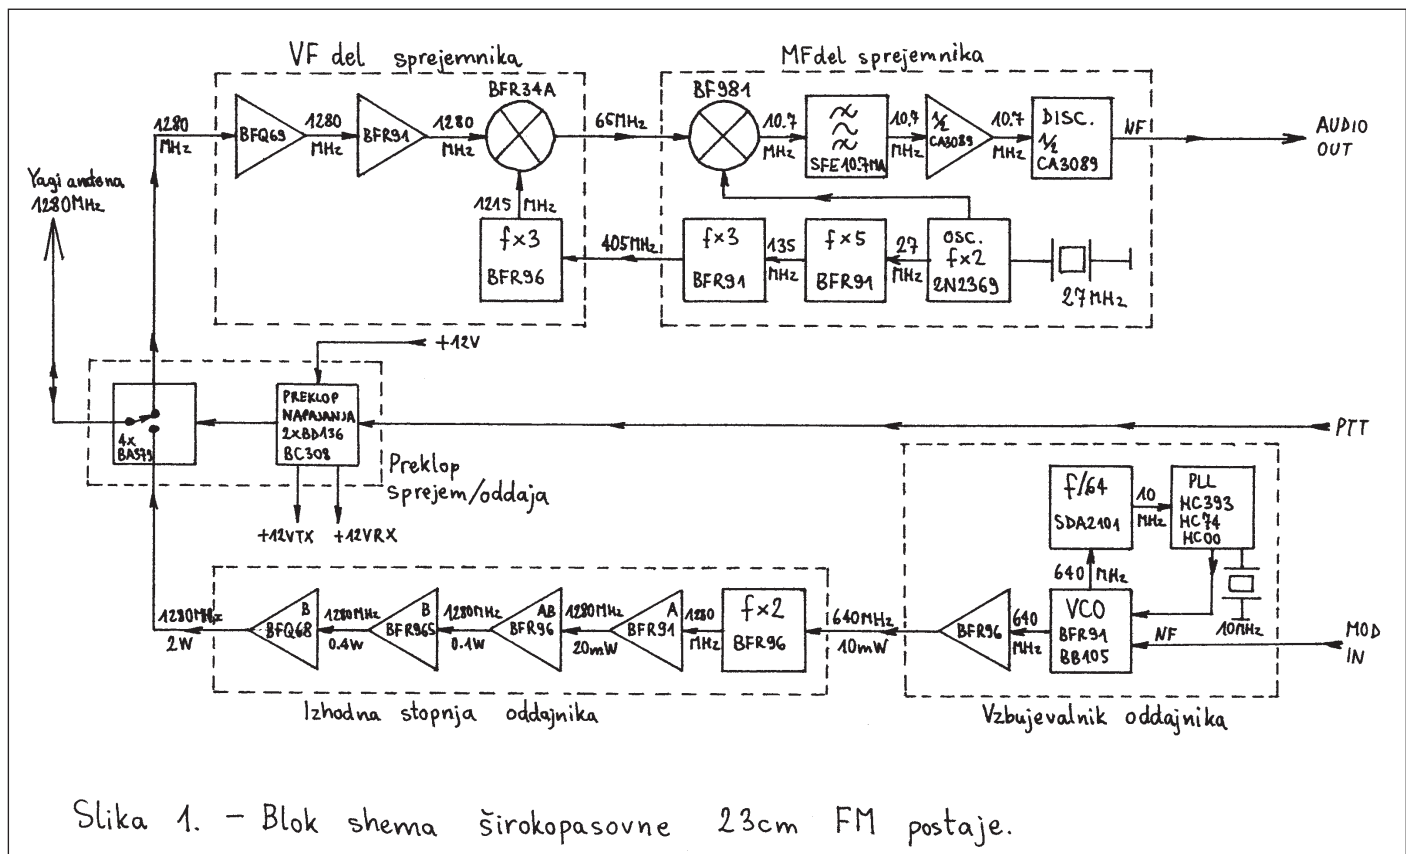 VF del sprejemnika
MF del sprejemnika
BFR34A
BF981
1280
MHz
BFQ69
1280
MHz
BFR91
1280
MHz
65MHz
10.7
MHz
≈
SFE10.7MA
10.7
MHz
1/2
CA3089
10.7
MHz
DISC.
1/2
CA3089
NF
AUDIO
OUT
Yagi antena
1280MHz
1215 MHz
f×3
BFR96
405MHz
f×3
BFR91
135
MHz
f×5
BFR91
27
MHz
OSC.
f×2
2N2369
27MHz
+12V
4x
BA379
PREKLOP
NAPAJANJA
2xBD136
BC308
PTT
Preklop
sprejem/oddaja
+12VTX
+12VRX
f/64
SDA2101
10
MHz
PLL
HC393
HC74
HC00
640 MHz
10MHz
1280MHz
2W
B
BFQ68
1280MHz
0.4W
B
BFR96S
1280MHz
0.1W
AB
BFR96
1280MHz
20mW
A
BFR91
1280
MHz
f×2
BFR96
640MHz
10mW
BFR96
640
MHz
VCO
BFR91
BB105
NF
MOD
IN
Izhodna stopnja oddajnika
Vzbujevalnik oddajnika
Slika 1. - Blok shema širokopasovne 23cm FM postaje.